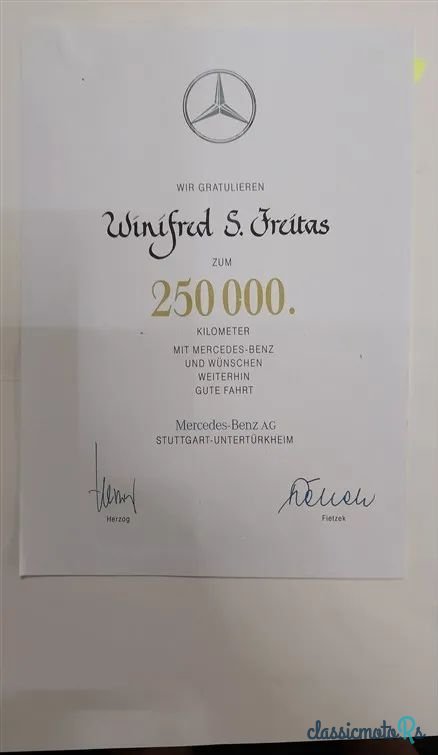 WIR GRATULIEREN
Winifred S. Freitas
ZUM
250 000.
KILOMETER
MIT MERCEDES-BENZ
UND WÜNSCHEN
WEITERHIN
GUTE FAHRT
Mercedes-Benz AG
STUTTGART-UNTERTÜRKHEIM
Herzog
Fietzek
classicmotoRs.